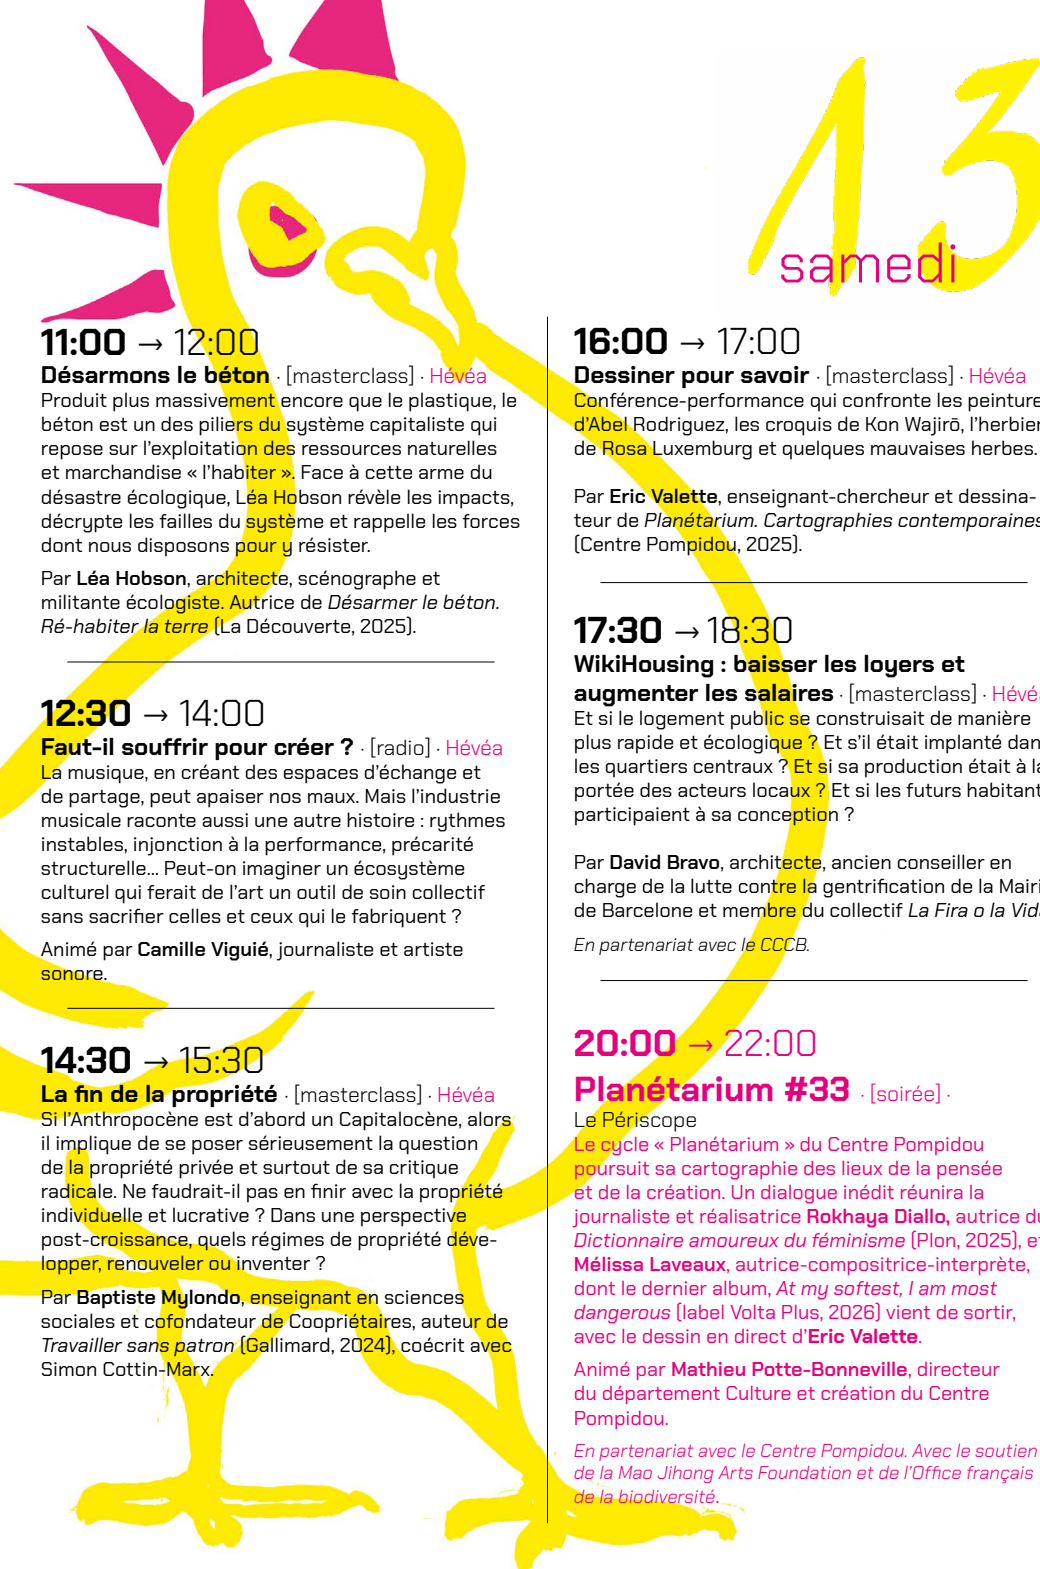 13
samedi
11:00 → 12:00
Désarmons le béton · [masterclass] · Hévéa
Produit plus massivement encore que le plastique, le
béton est un des piliers du système capitaliste qui
repose sur l'exploitation des ressources naturelles
et marchandise « l'habiter ». Face à cette arme du
désastre écologique, Léa Hobson révèle les impacts,
décrypte les failles du système et rappelle les forces
dont nous disposons pour y résister.
Par Léa Hobson, architecte, scénographe et
militante écologiste. Autrice de Désarmer le béton.
Ré-habiter la terre (La Découverte, 2025).
12:30 → 14:00
Faut-il souffrir pour créer ? · [radio] · Hévéa
La musique, en créant des espaces d'échange et
de partage, peut apaiser nos maux. Mais l'industrie
musicale raconte aussi une autre histoire : rythmes
instables, injonction à la performance, précarité
structurelle... Peut-on imaginer un écosystème
culturel qui ferait de l'art un outil de soin collectif
sans sacrifier celles et ceux qui le fabriquent ?
Animé par Camille Viguié, journaliste et artiste
sonore.
14:30 → 15:30
La fin de la propriété · [masterclass] · Hévéa
Si l'Anthropocène est d'abord un Capitalocène, alors
il implique de se poser sérieusement la question
de la propriété privée et surtout de sa critique
radicale. Ne faudrait-il pas en finir avec la propriété
individuelle et lucrative ? Dans une perspective
post-croissance, quels régimes de propriété déve-
lopper, renouveler ou inventer ?
Par Baptiste Mylondo, enseignant en sciences
sociales et cofondateur de Coopriétaires, auteur de
Travailler sans patron (Gallimard, 2024), coécrit avec
Simon Cottin-Marx.
16:00 → 17:00
Dessiner pour savoir · [masterclass] · Hévéa
Conférence-performance qui confronte les peinture
d'Abel Rodriguez, les croquis de Kon Wajirō, l'herbier
de Rosa Luxemburg et quelques mauvaises herbes.
Par Eric Valette, enseignant-chercheur et dessina-
teur de Planétarium. Cartographies contemporaines
(Centre Pompidou, 2025).
17:30 → 18:30
WikiHousing : baisser les loyers et
augmenter les salaires · [masterclass] · Hévéa
Et si le logement public se construisait de manière
plus rapide et écologique ? Et s'il était implanté dan
les quartiers centraux ? Et si sa production était à la
portée des acteurs locaux ? Et si les futurs habitant
participaient à sa conception ?
Par David Bravo, architecte, ancien conseiller en
charge de la lutte contre la gentrification de la Mairi
de Barcelone et membre du collectif La Fira o la Vida
En partenariat avec le CCCB.
20:00 → 22:00
Planétarium #33 · [soirée] ·
Le Périscope
Le cycle « Planétarium » du Centre Pompidou
poursuit sa cartographie des lieux de la pensée
et de la création. Un dialogue inédit réunira la
journaliste et réalisatrice Rokhaya Diallo, autrice du
Dictionnaire amoureux du féminisme (Plon, 2025), et
Mélissa Laveaux, autrice-compositrice-interprète,
dont le dernier album, At my softest, I am most
dangerous (label Volta Plus, 2026) vient de sortir,
avec le dessin en direct d'Eric Valette.
Animé par Mathieu Potte-Bonneville, directeur
du département Culture et création du Centre
Pompidou.
En partenariat avec le Centre Pompidou. Avec le soutien
de la Mao Jihong Arts Foundation et de l'Office français
de la biodiversité.